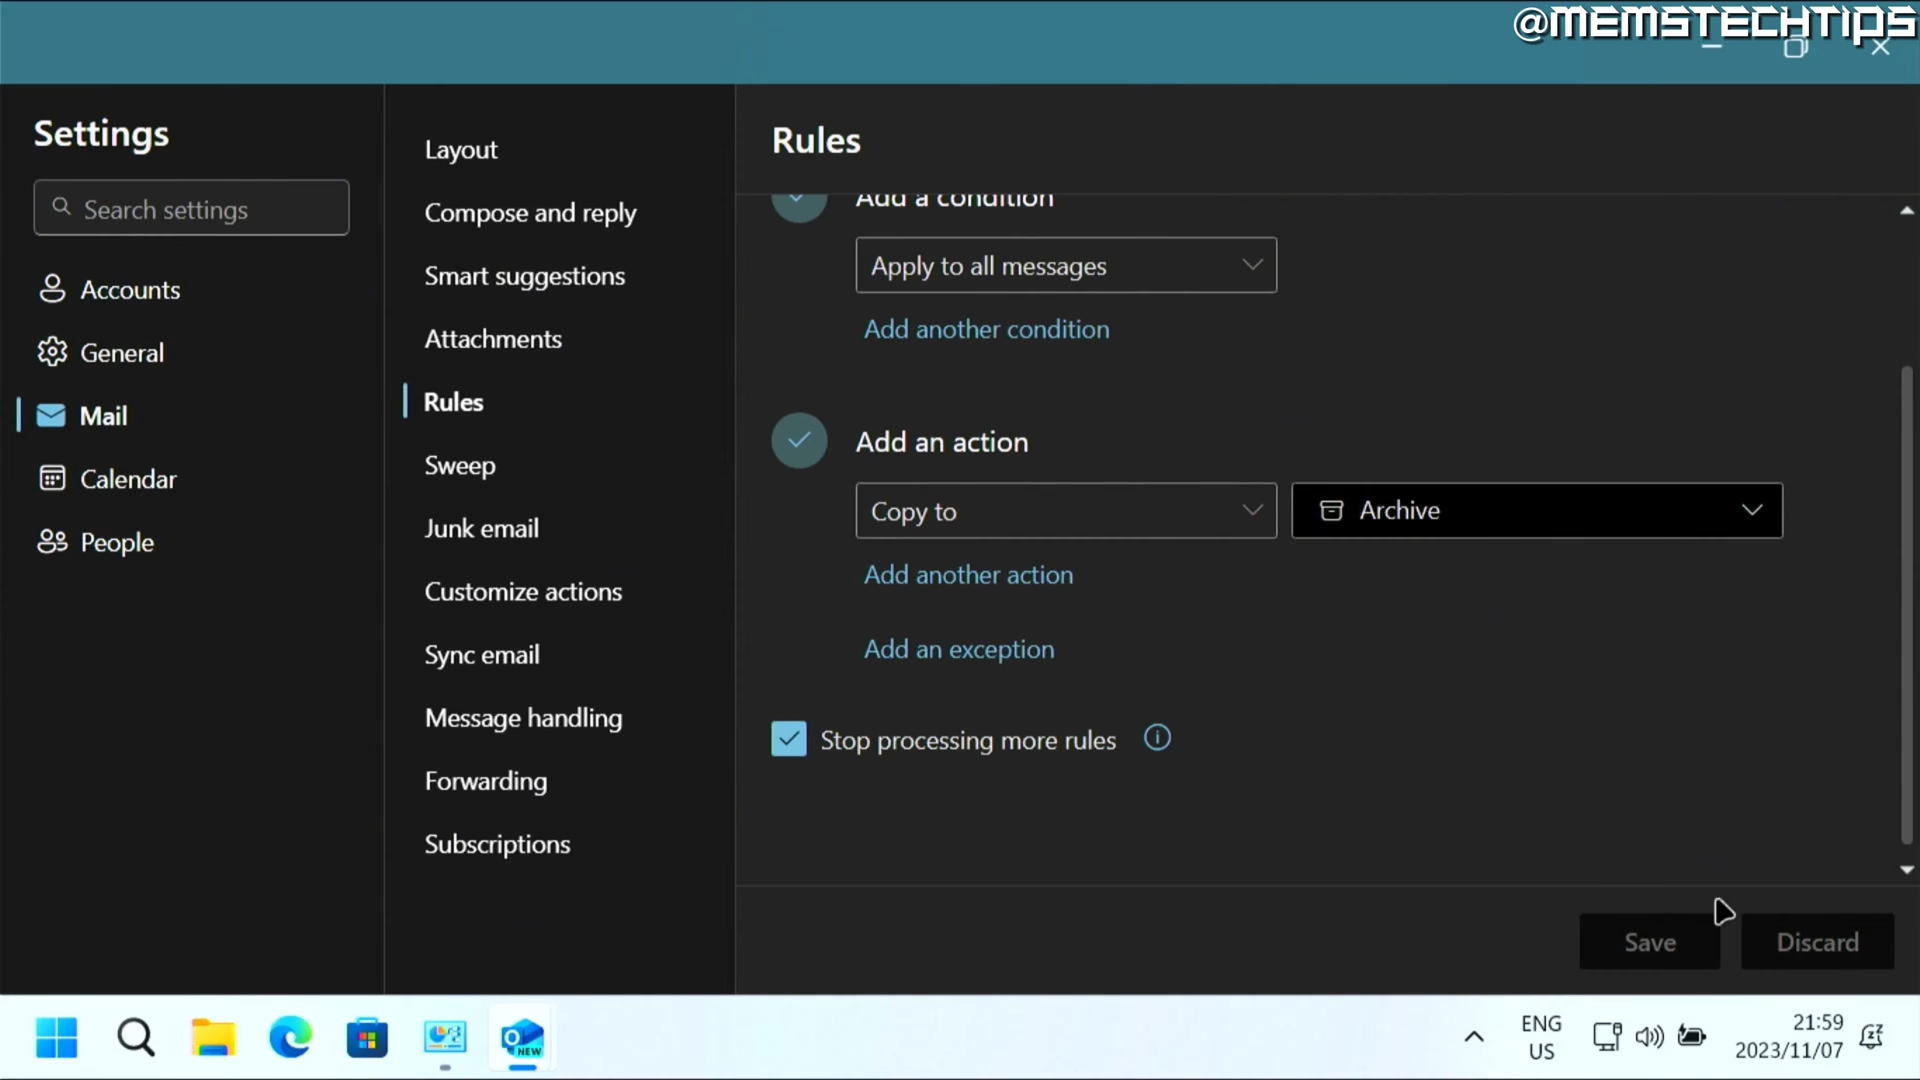 @MEMSTECHTIPS
Settings
Search settings
Accounts
General
Mail
Calendar
People
Layout
Compose and reply
Smart suggestions
Attachments
Rules
Sweep
Junk email
Customize actions
Sync email
Message handling
Forwarding
Subscriptions
Rules
Add a condition
Apply to all messages
Add another condition
Add an action
Copy to
Archive
Add another action
Add an exception
Stop processing more rules
Save
Discard
NEW
ENG
US
21:59
2023/11/07